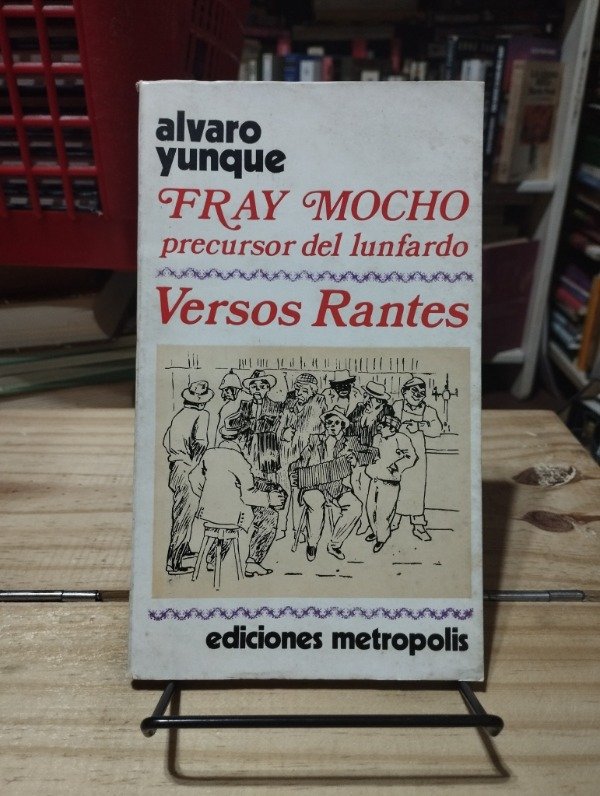 alvaro
yunque
FRAY MOCHO
precursor del lunfardo
Versos Rantes
ediciones metropolis